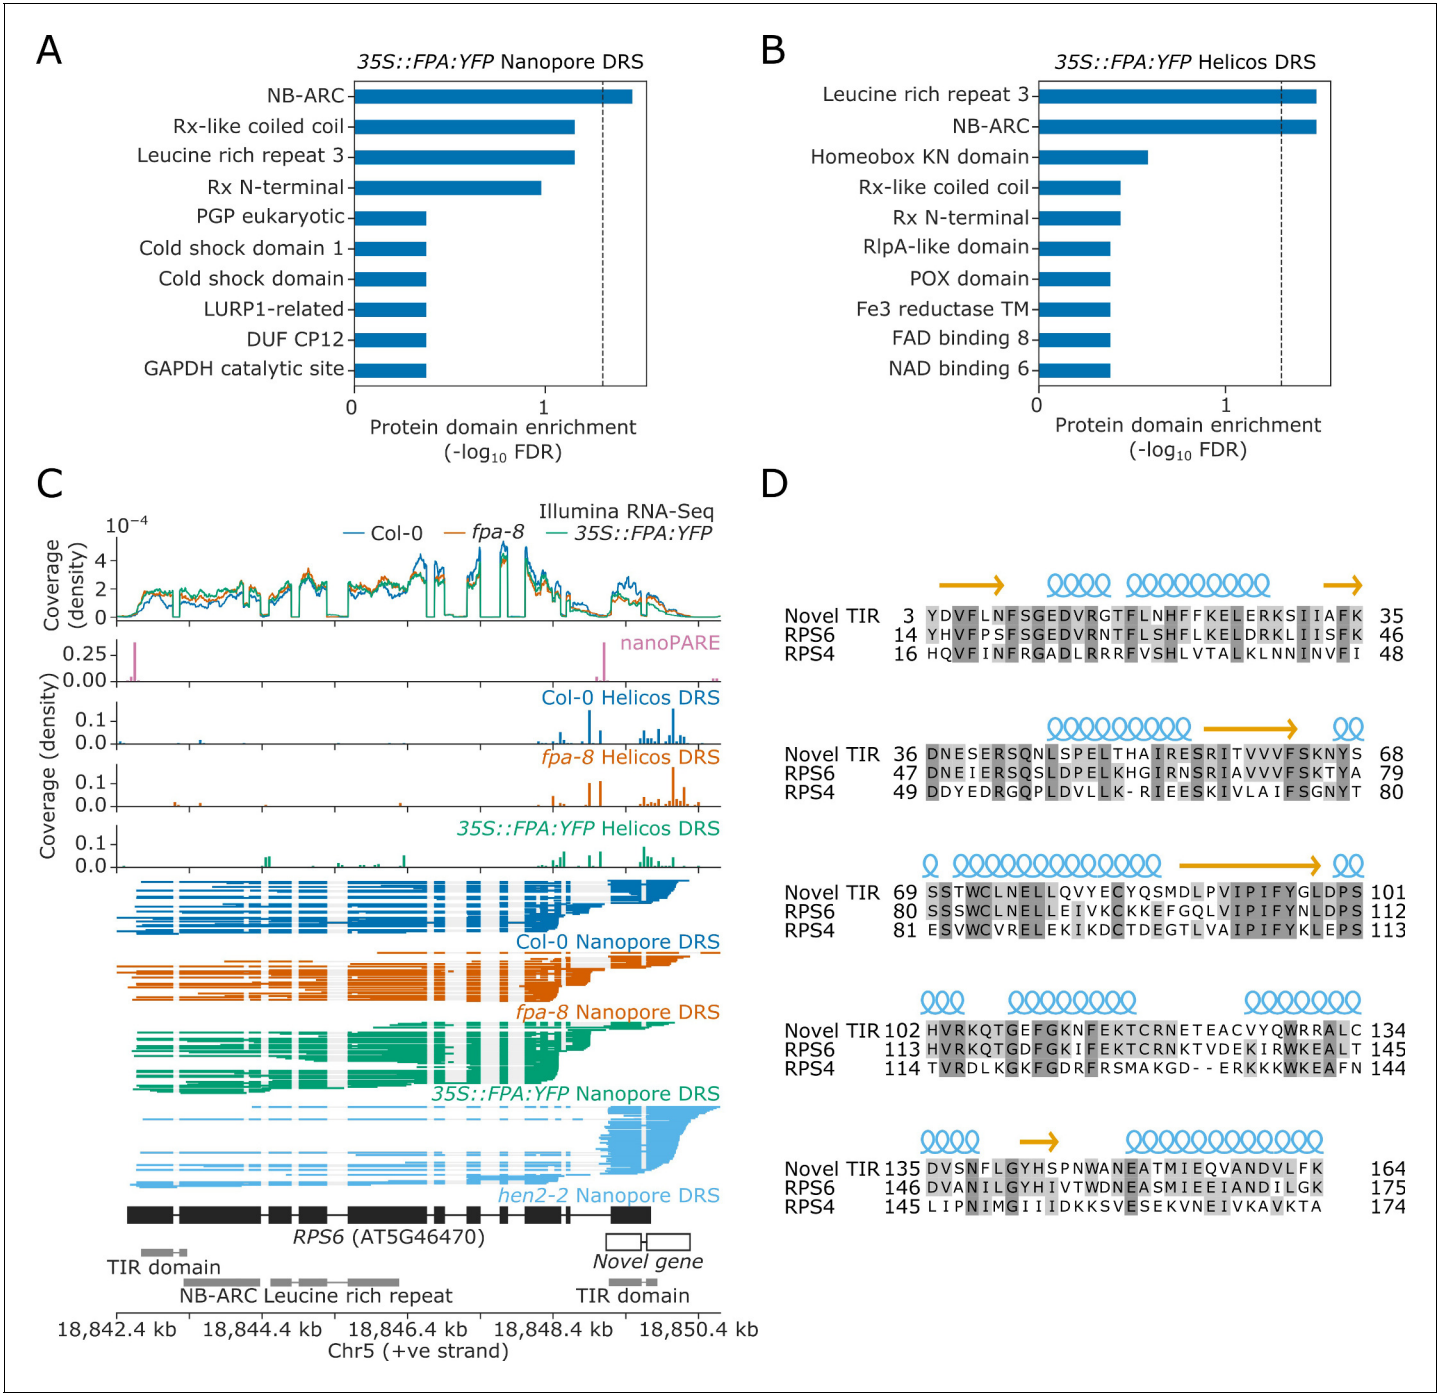 A
35S::FPA:YFP Nanopore DRS
NB-ARC
Rx-like coiled coil
Leucine rich repeat 3
Rx N-terminal
PGP eukaryotic
Cold shock domain 1
Cold shock domain
LURP1-related
DUF CP12
GAPDH catalytic site
0 1
Protein domain enrichment
(-log10 FDR)
B
35S::FPA:YFP Helicos DRS
Leucine rich repeat 3
NB-ARC
Homeobox KN domain
Rx-like coiled coil
Rx N-terminal
RlpA-like domain
POX domain
Fe3 reductase TM
FAD binding 8
NAD binding 6
0 1
Protein domain enrichment
(-log10 FDR)
C
Illumina RNA-Seq
10−4
Col-0 fpa-8 35S::FPA:YFP
Coverage
(density)
4
2
0
nanoPARE
0.25
0.00
Coverage (density)
Col-0 Helicos DRS
0.1
0.0
fpa-8 Helicos DRS
0.1
0.0
35S::FPA:YFP Helicos DRS
0.1
0.0
Col-0 Nanopore DRS
fpa-8 Nanopore DRS
35S::FPA:YFP Nanopore DRS
hen2-2 Nanopore DRS
RPS6 (AT5G46470)
Novel gene
TIR domain
NB-ARC Leucine rich repeat TIR domain
18,842.4 kb 18,844.4 kb 18,846.4 kb 18,848.4 kb 18,850.4 kb
Chr5 (+ve strand)
D
Novel TIR 3 YDVFLNFSGEDVRGTFLNHFFKELERKSIIAFK 35
RPS6 14 YHVFPSFSGEDVRNTFLSHFLKELDRKLIISFK 46
RPS4 16 HQVFINFRGADLRRRFVSHLVTALKLNNINVFI 48
Novel TIR 36 DNESERSQNLSPELTHAIRESRITVVVFSKNYS 68
RPS6 47 DNEIERSQSLDPELKHGIRNSRIAVVVFSKTYA 79
RPS4 49 DDYEDRGQPLDVLLK-RIEESKIVLAIFSGNYT 80
Novel TIR 69 SSTWCLNELLQVYECYQSMDLPVIPIFYGLDPS 101
RPS6 80 SSSWCLNELLEIVKCKKEFGQLVIPIFYNLDPS 112
RPS4 81 ESVWCVRELEKIKDCTDEGTLVAIPIFYKLEPS 113
Novel TIR 102 HVRKQTGEFGKNFEKTCRNETEACVYQWRRALC 134
RPS6 113 HVRKQTGDFGKIFEKTCRNKTVDEKIRWKEALT 145
RPS4 114 TVRDLKGKFGDRFRSMAKGD--ERKKKWKEAFN 144
Novel TIR 135 DVSNFLGYHSPNWANEATMIEQVANDVLFK 164
RPS6 146 DVANILGYHIVTWDNEASMIEEIANDILGK 175
RPS4 145 LIPNIMGIIIDKKSVESEKVNEIVKAVKTA 174